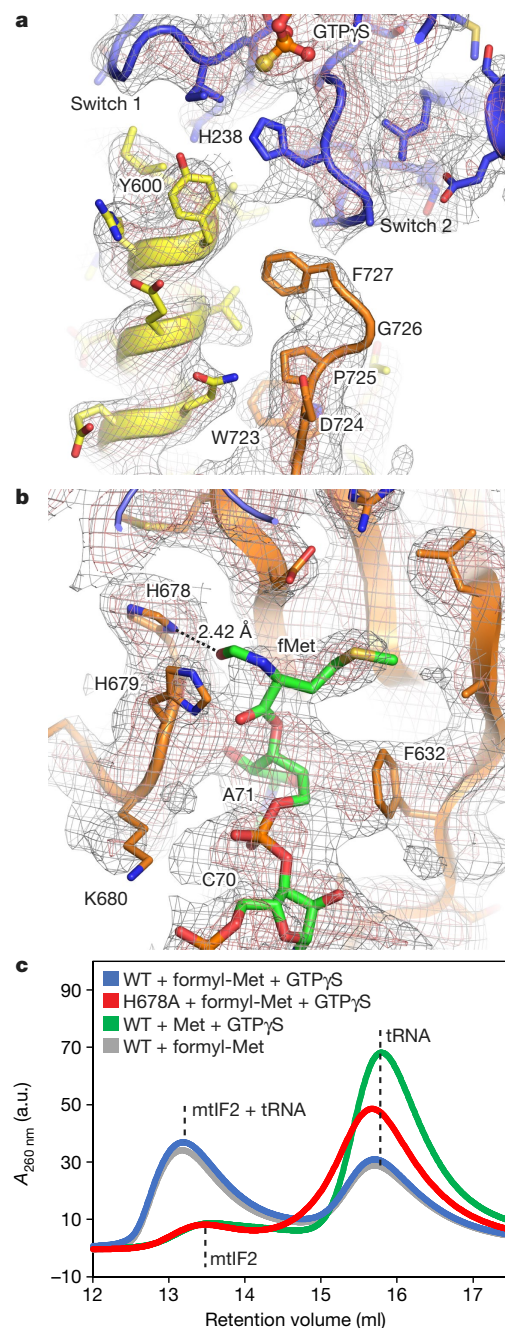 a
GTPγS
Switch 1
H238
Y600
Switch 2
F727
G726
P725
W723
D724
b
H678
2.42 Å
fMet
H679
F632
A71
K680
C70
c
WT + formyl-Met + GTPγS
H678A + formyl-Met + GTPγS
WT + Met + GTPγS
WT + formyl-Met
90
70
50
30
10
−10
A260 nm (a.u.)
tRNA
mtIF2 + tRNA
mtIF2
12 13 14 15 16 17
Retention volume (ml)